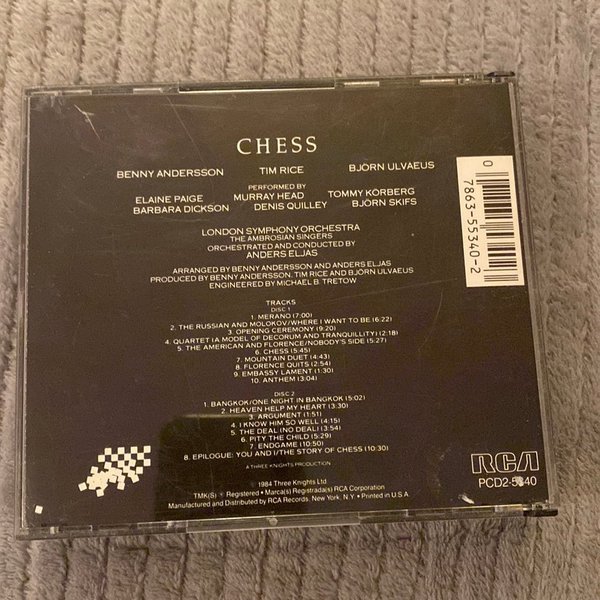 CHESS
BENNY ANDERSSON TIM RICE BJÖRN ULVAEUS
PERFORMED BY
ELAINE PAIGE MURRAY HEAD TOMMY KÖRBERG
BARBARA DICKSON DENIS QUILLEY BJÖRN SKIFS
LONDON SYMPHONY ORCHESTRA
THE AMBROSIAN SINGERS
ORCHESTRATED AND CONDUCTED BY
ANDERS ELJAS
ARRANGED BY BENNY ANDERSSON AND ANDERS ELJAS
PRODUCED BY BENNY ANDERSSON, TIM RICE AND BJÖRN ULVAEUS
ENGINEERED BY MICHAEL B. TRETOW
TRACKS
DISC 1
1. MERANO (7:00)
2. THE RUSSIAN AND MOLOKOV/WHERE I WANT TO BE (6:22)
3. OPENING CEREMONY (9:20)
4. QUARTET (A MODEL OF DECORUM AND TRANQUILLITY) (2:18)
5. THE AMERICAN AND FLORENCE/NOBODY'S SIDE (5:27)
6. CHESS (5:45)
7. MOUNTAIN DUET (4:43)
8. FLORENCE QUITS (2:54)
9. EMBASSY LAMENT (1:30)
10. ANTHEM (3:04)
DISC 2
1. BANGKOK/ONE NIGHT IN BANGKOK (5:02)
2. HEAVEN HELP MY HEART (3:30)
3. ARGUMENT (1:51)
4. I KNOW HIM SO WELL (4:15)
5. THE DEAL (NO DEAL) (3:54)
6. PITY THE CHILD (5:29)
7. ENDGAME (10:50)
8. EPILOGUE: YOU AND I/THE STORY OF CHESS (10:30)
A THREE KNIGHTS PRODUCTION
℗ 1984 Three Knights Ltd
TMK(S) ® Registered • Marca(s) Registrada(s) RCA Corporation
Manufactured and Distributed by RCA Records, New York, N.Y. • Printed in U.S.A.
0 7863-55340-2
RCA
PCD2-5340